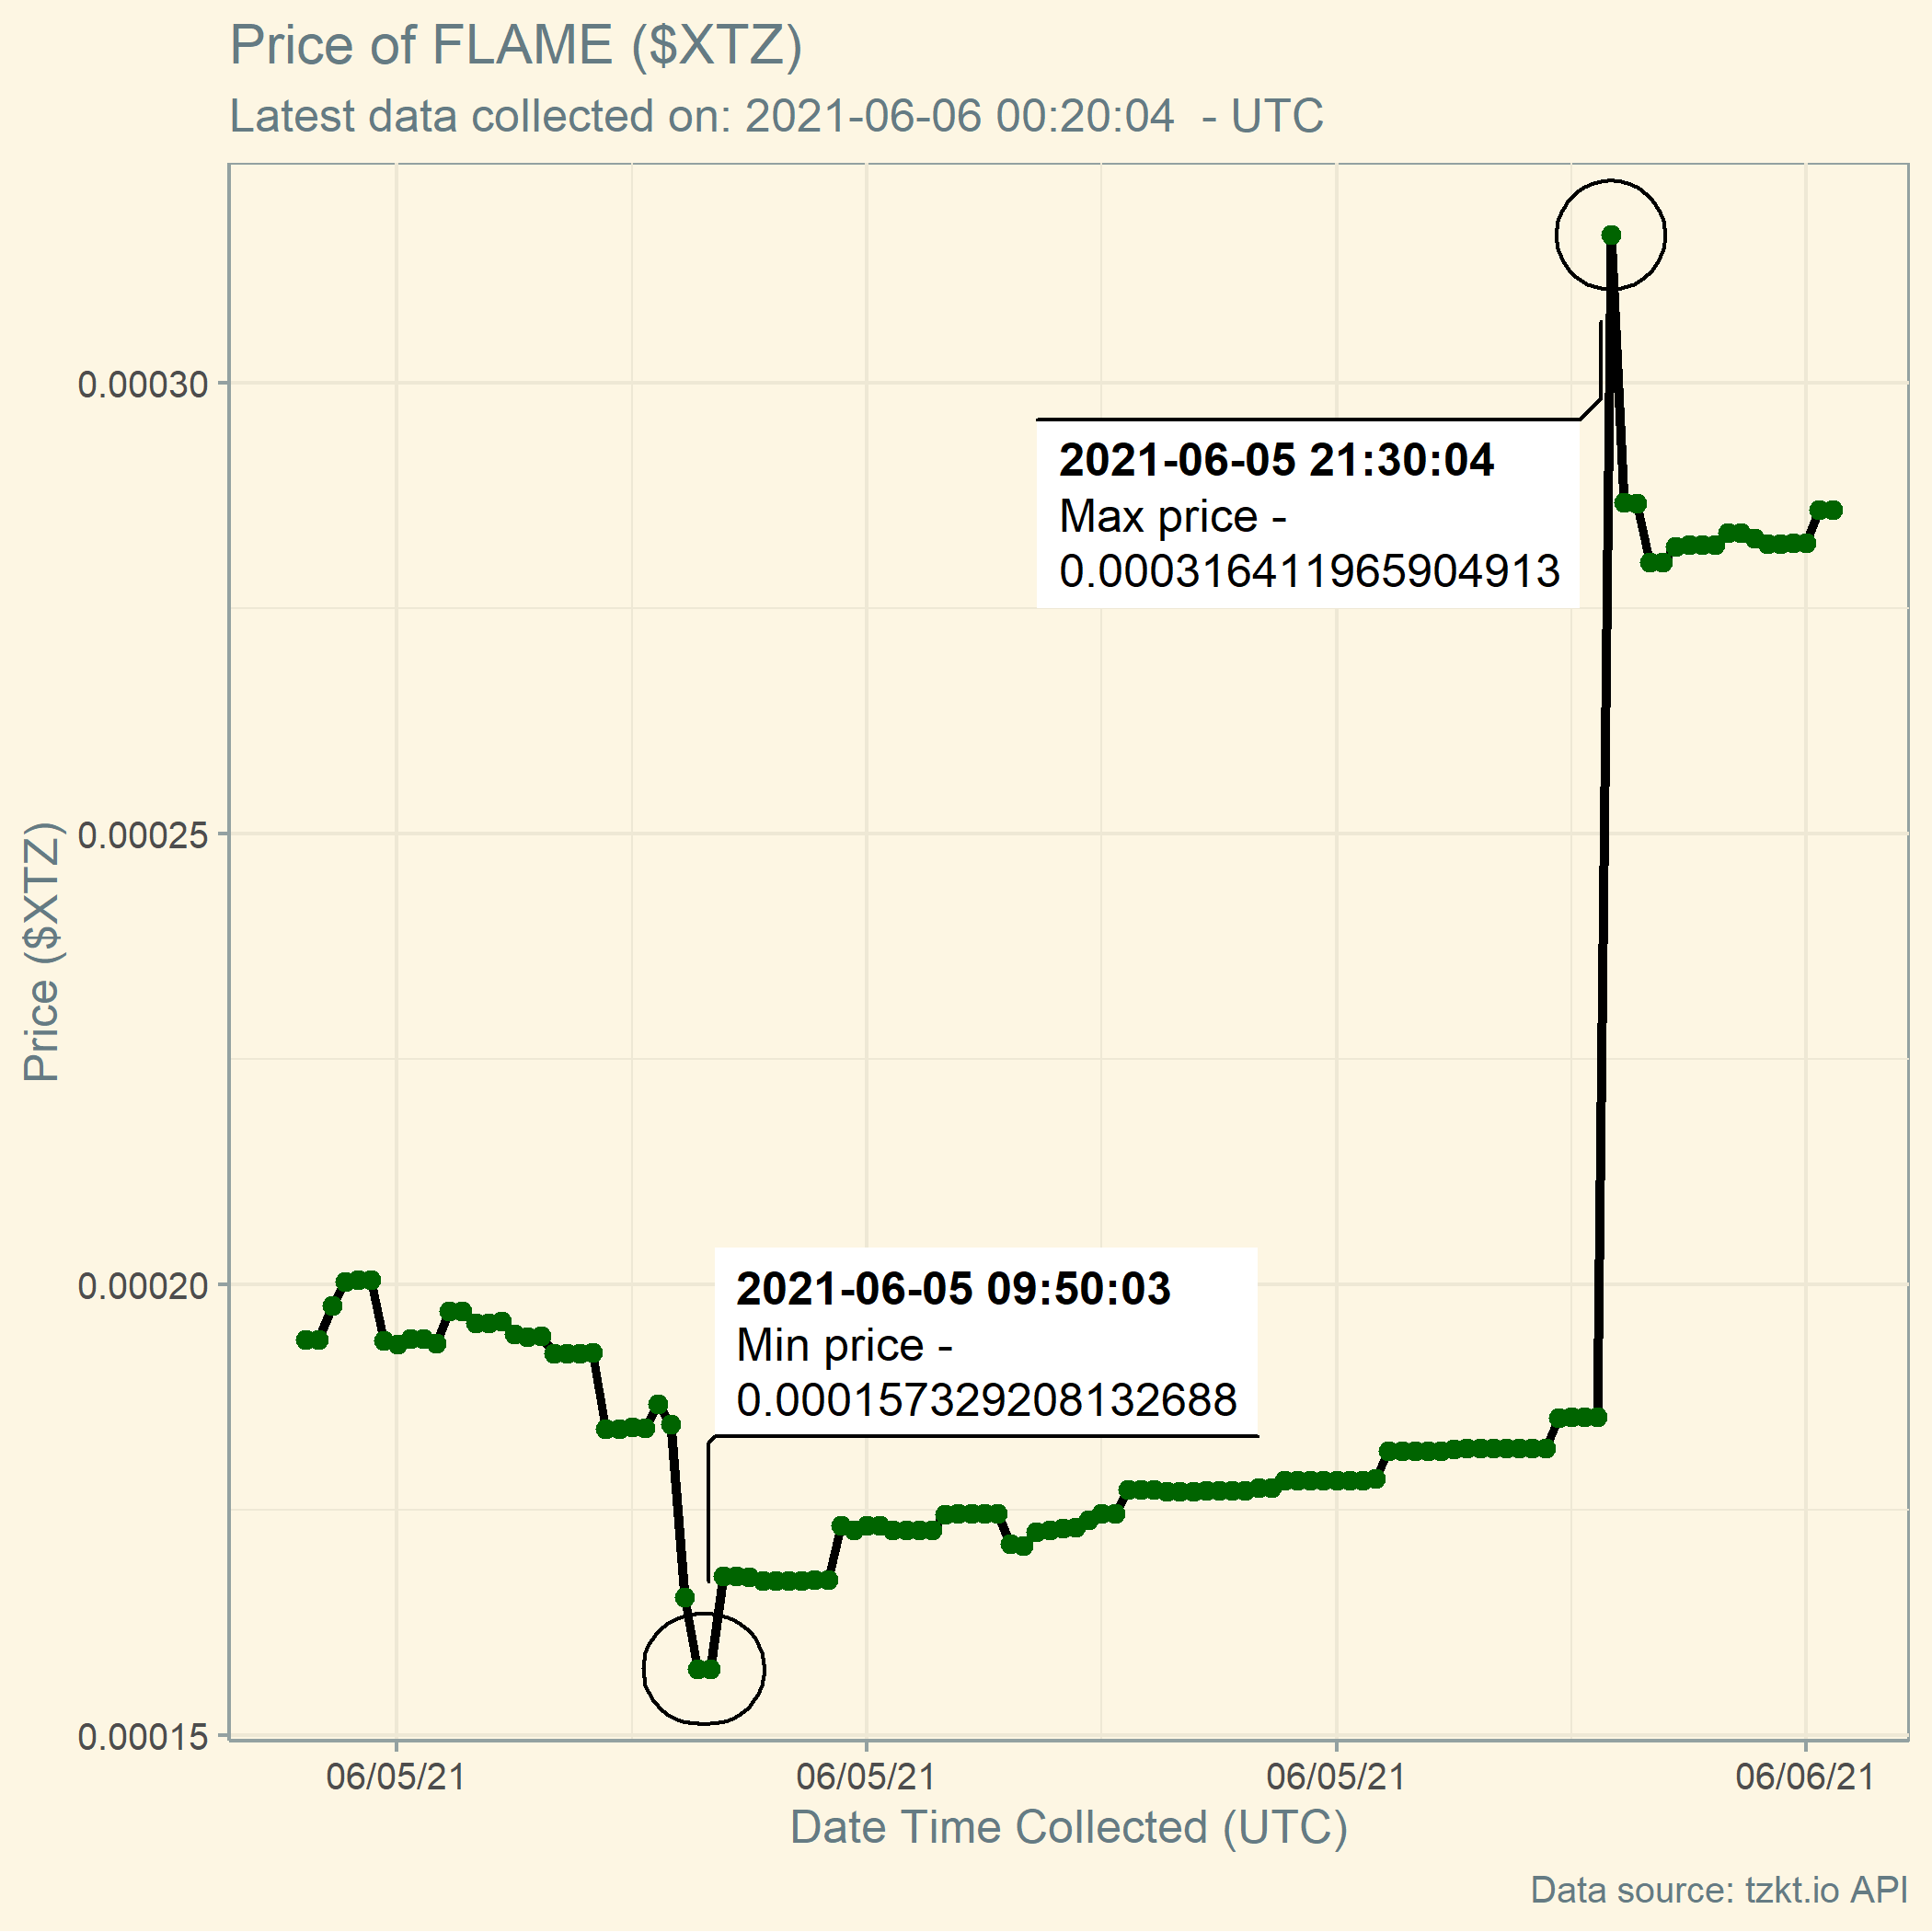 Price of FLAME ($XTZ)
Latest data collected on: 2021-06-06 00:20:04  - UTC
0.00030
2021-06-05 21:30:04
Max price -
0.000316411965904913
Price ($XTZ)
0.00025
0.00020
2021-06-05 09:50:03
Min price -
0.000157329208132688
0.00015
06/05/21 06/05/21 06/05/21 06/06/21
Date Time Collected (UTC)
Data source: tzkt.io API